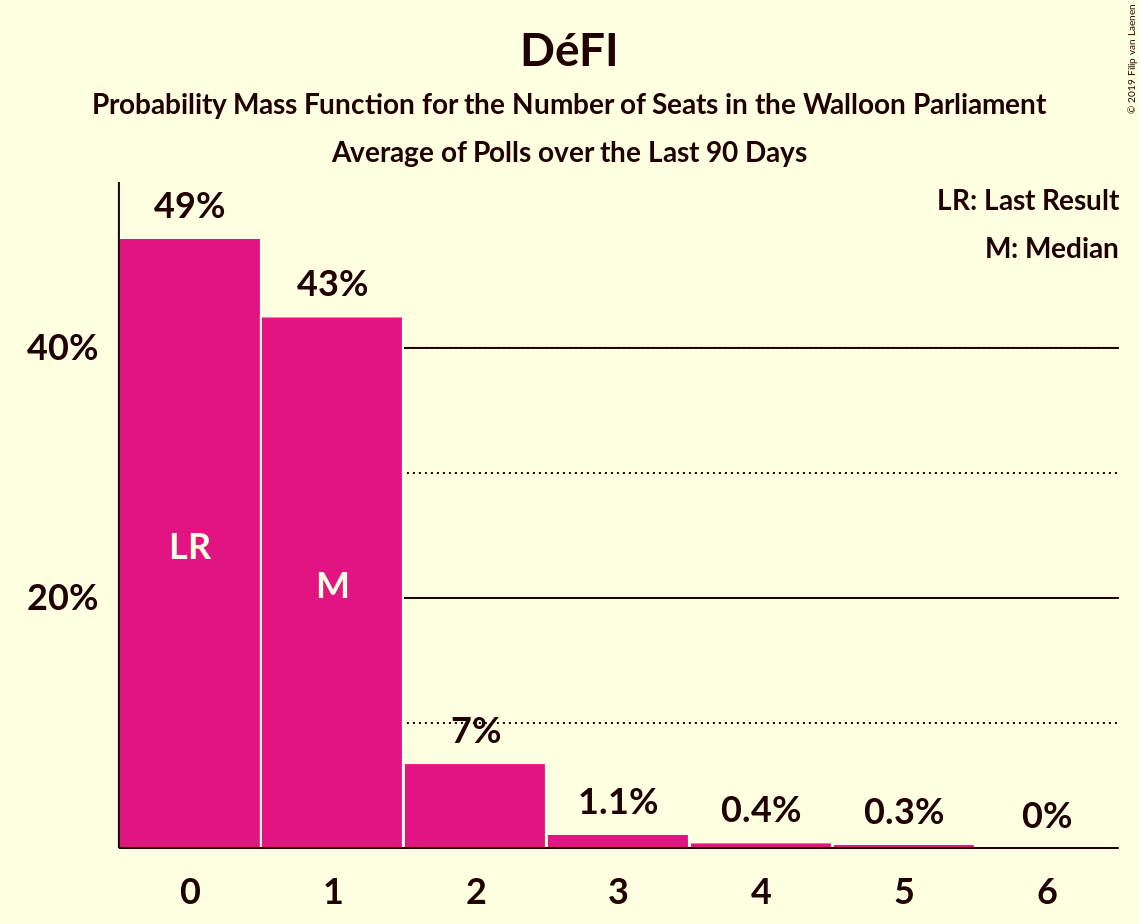 DéFI
Probability Mass Function for the Number of Seats in the Walloon Parliament
Average of Polls over the Last 90 Days
© 2019 Filip van Laenen
LR: Last Result
M: Median
49%
43%
40%
LR
M
20%
7%
1.1%
0.4%
0.3%
0%
0 1 2 3 4 5 6